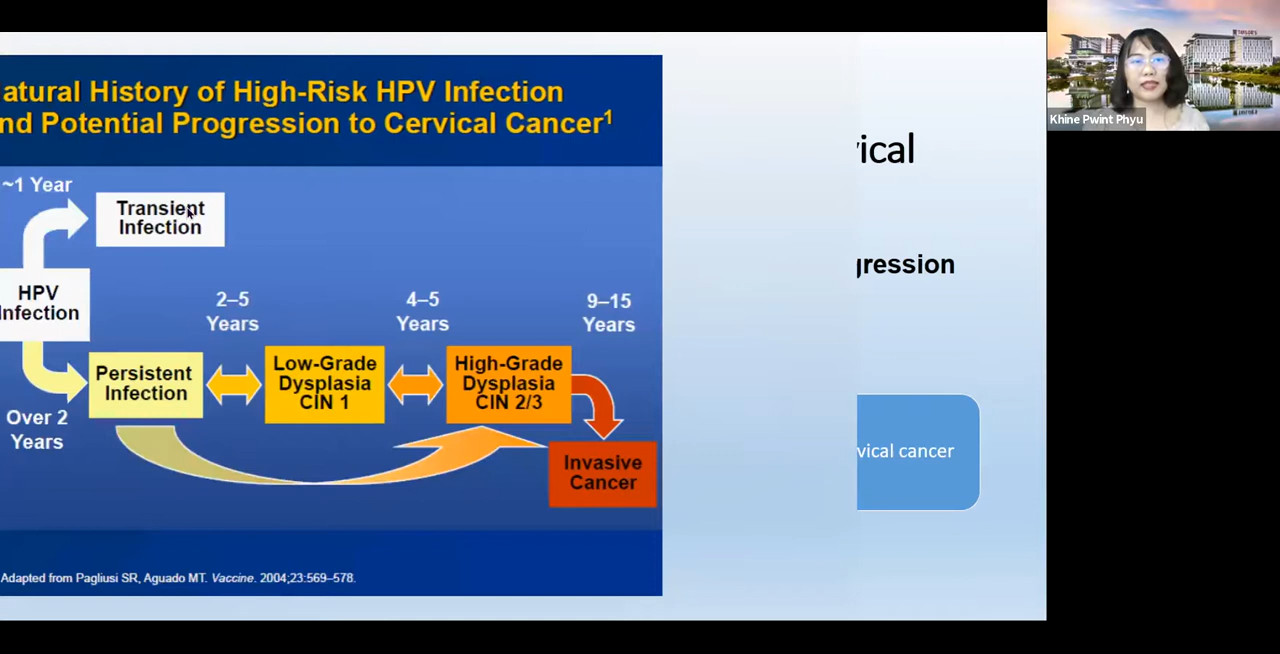 atural History of High-Risk HPV Infection
nd Potential Progression to Cervical Cancer1
~1 Year
Transient
Infection
HPV
nfection
Over 2
Years
Persistent
Infection
2–5
Years
Low-Grade
Dysplasia
CIN 1
4–5
Years
High-Grade
Dysplasia
CIN 2/3
9–15
Years
Invasive
Cancer
Adapted from Pagliusi SR, Aguado MT. Vaccine. 2004;23:569–578.
vical
gression
vical cancer
Khine Pwint Phyu